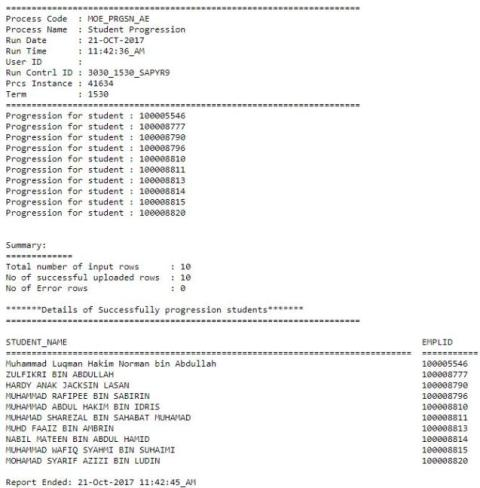 =====================================================================
Process Code  : MOE_PRGSN_AE
Process Name  : Student Progression
Run Date      : 21-OCT-2017
Run Time      : 11:42:36_AM
User ID       :
Run Contrl ID : 3030_1530_SAPYR9
Prcs Instance : 41634
Term          : 1530
=====================================================================
Progression for student : 100005546
Progression for student : 100008777
Progression for student : 100008790
Progression for student : 100008796
Progression for student : 100008810
Progression for student : 100008811
Progression for student : 100008813
Progression for student : 100008814
Progression for student : 100008815
Progression for student : 100008820
Summary:
=============
Total number of input rows     : 10
No of successful uploaded rows : 10
No of Error rows               : 0
*******Details of Successfully progression students*******
=====================================================================
STUDENT_NAME EMPLID
=============================================================================== ===========
Muhammad Luqman Hakim Norman bin Abdullah 100005546
ZULFIKRI BIN ABDULLAH 100008777
HARDY ANAK JACKSIN LASAN 100008790
MUHAMMAD RAFIPEE BIN SABIRIN 100008796
MUHAMMAD ABDUL HAKIM BIN IDRIS 100008810
MUHAMAD SHAREZAL BIN SAHABAT MUHAMAD 100008811
MUHD FAAIZ BIN AMBRIN 100008813
NABIL MATEEN BIN ABDUL HAMID 100008814
MUHAMMAD WAFIQ SYAHMI BIN SUHAIMI 100008815
MOHAMAD SYARIF AZIZI BIN LUDIN 100008820
Report Ended: 21-Oct-2017 11:42:45_AM